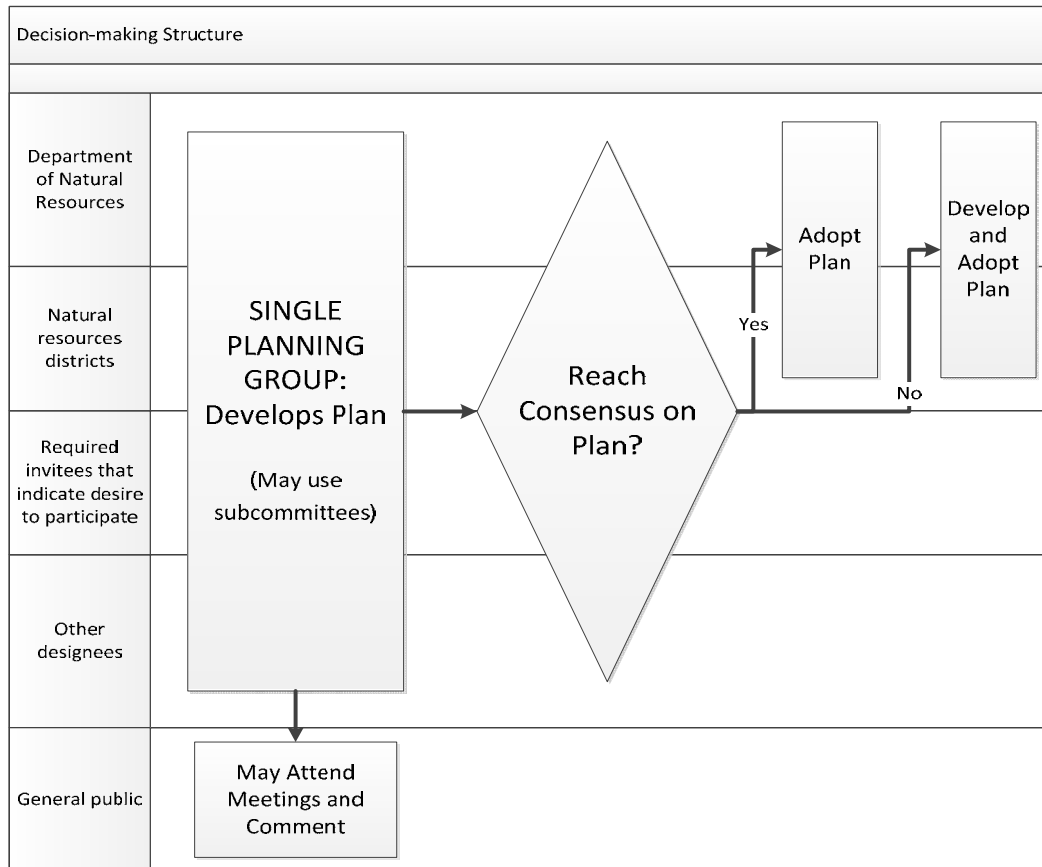 Decision-making Structure
Department
of Natural
Resources
Natural
resources
districts
Required
invitees that
indicate desire
to participate
Other
designees
General public
SINGLE
PLANNING
GROUP:
Develops Plan
(May use
subcommittees)
May Attend
Meetings and
Comment
Reach
Consensus on
Plan?
Yes
No
Adopt
Plan
Develop
and
Adopt
Plan